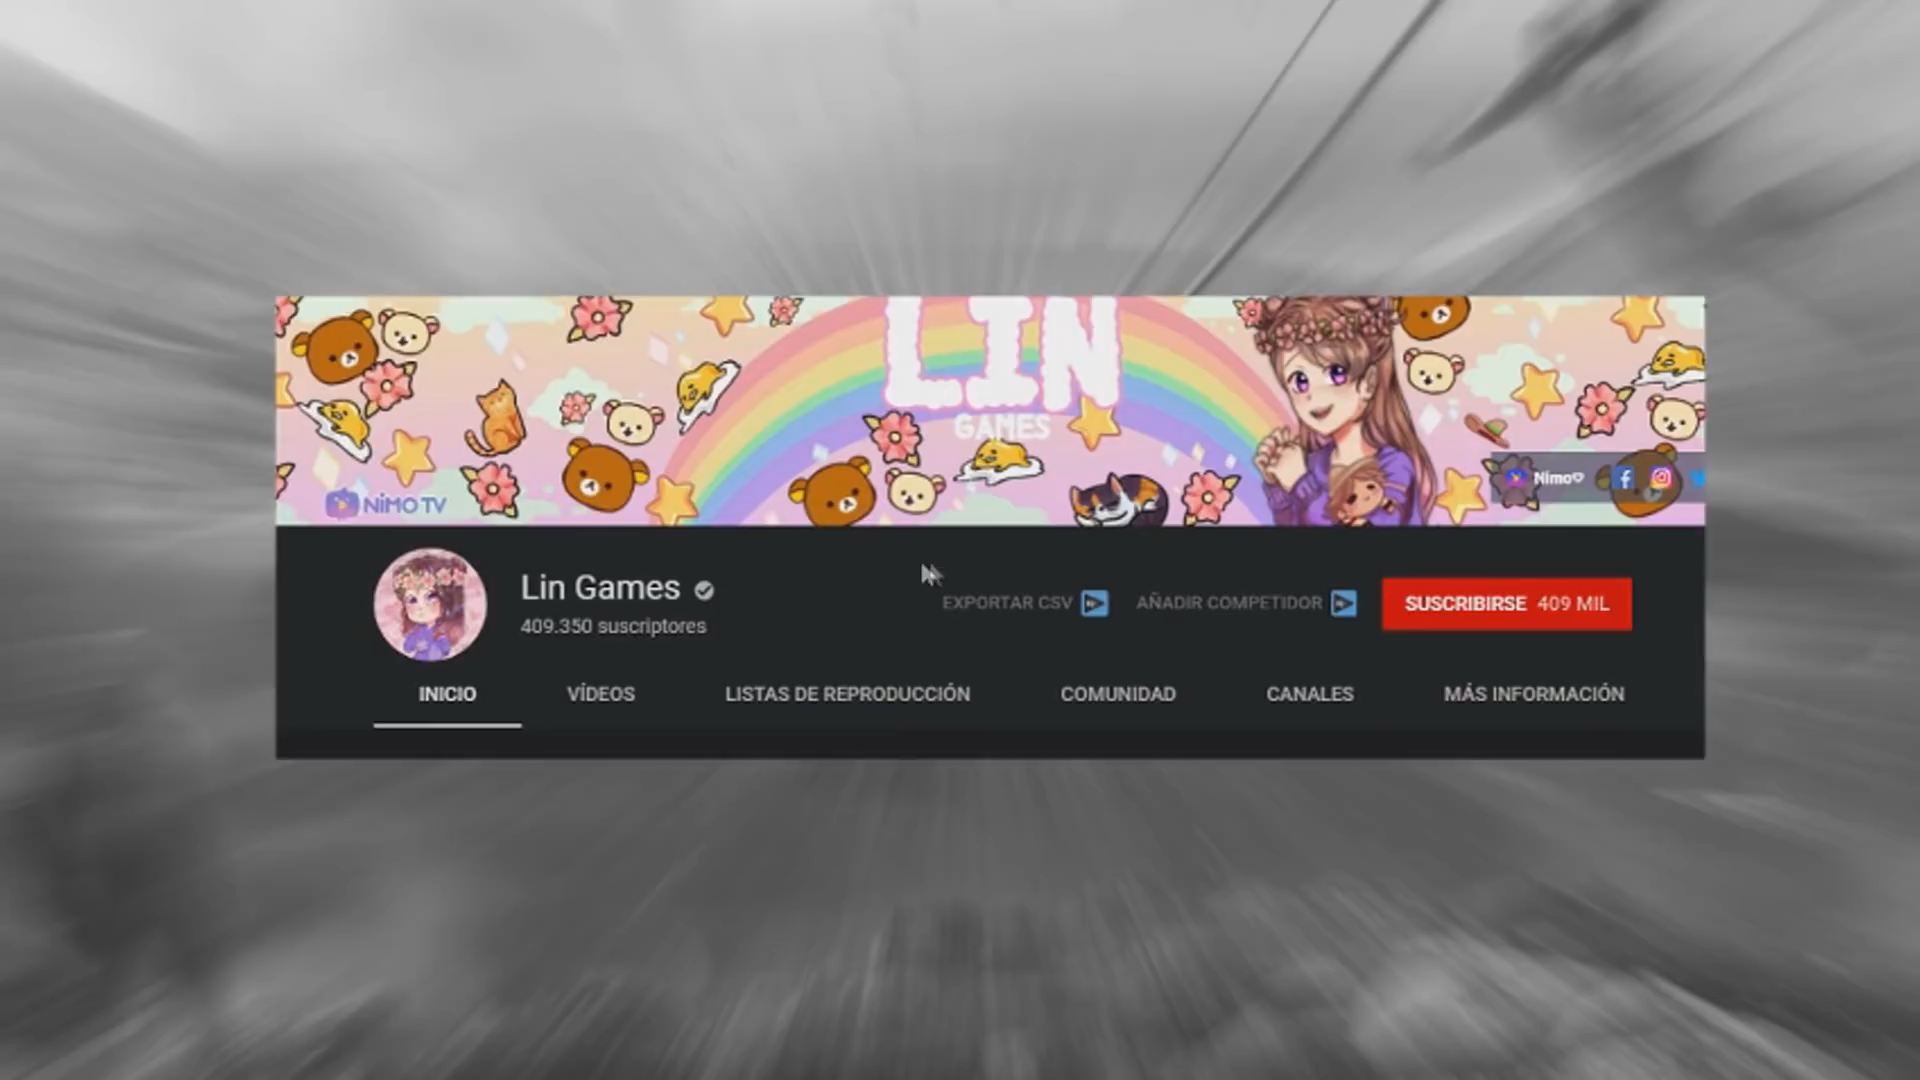 LIN
GAMES
NIMO TV
Nimo♡
Lin Games
409.350 suscriptores
EXPORTAR CSV
AÑADIR COMPETIDOR
SUSCRIBIRSE 409 MIL
INICIO
VÍDEOS
LISTAS DE REPRODUCCIÓN
COMUNIDAD
CANALES
MÁS INFORMACIÓN